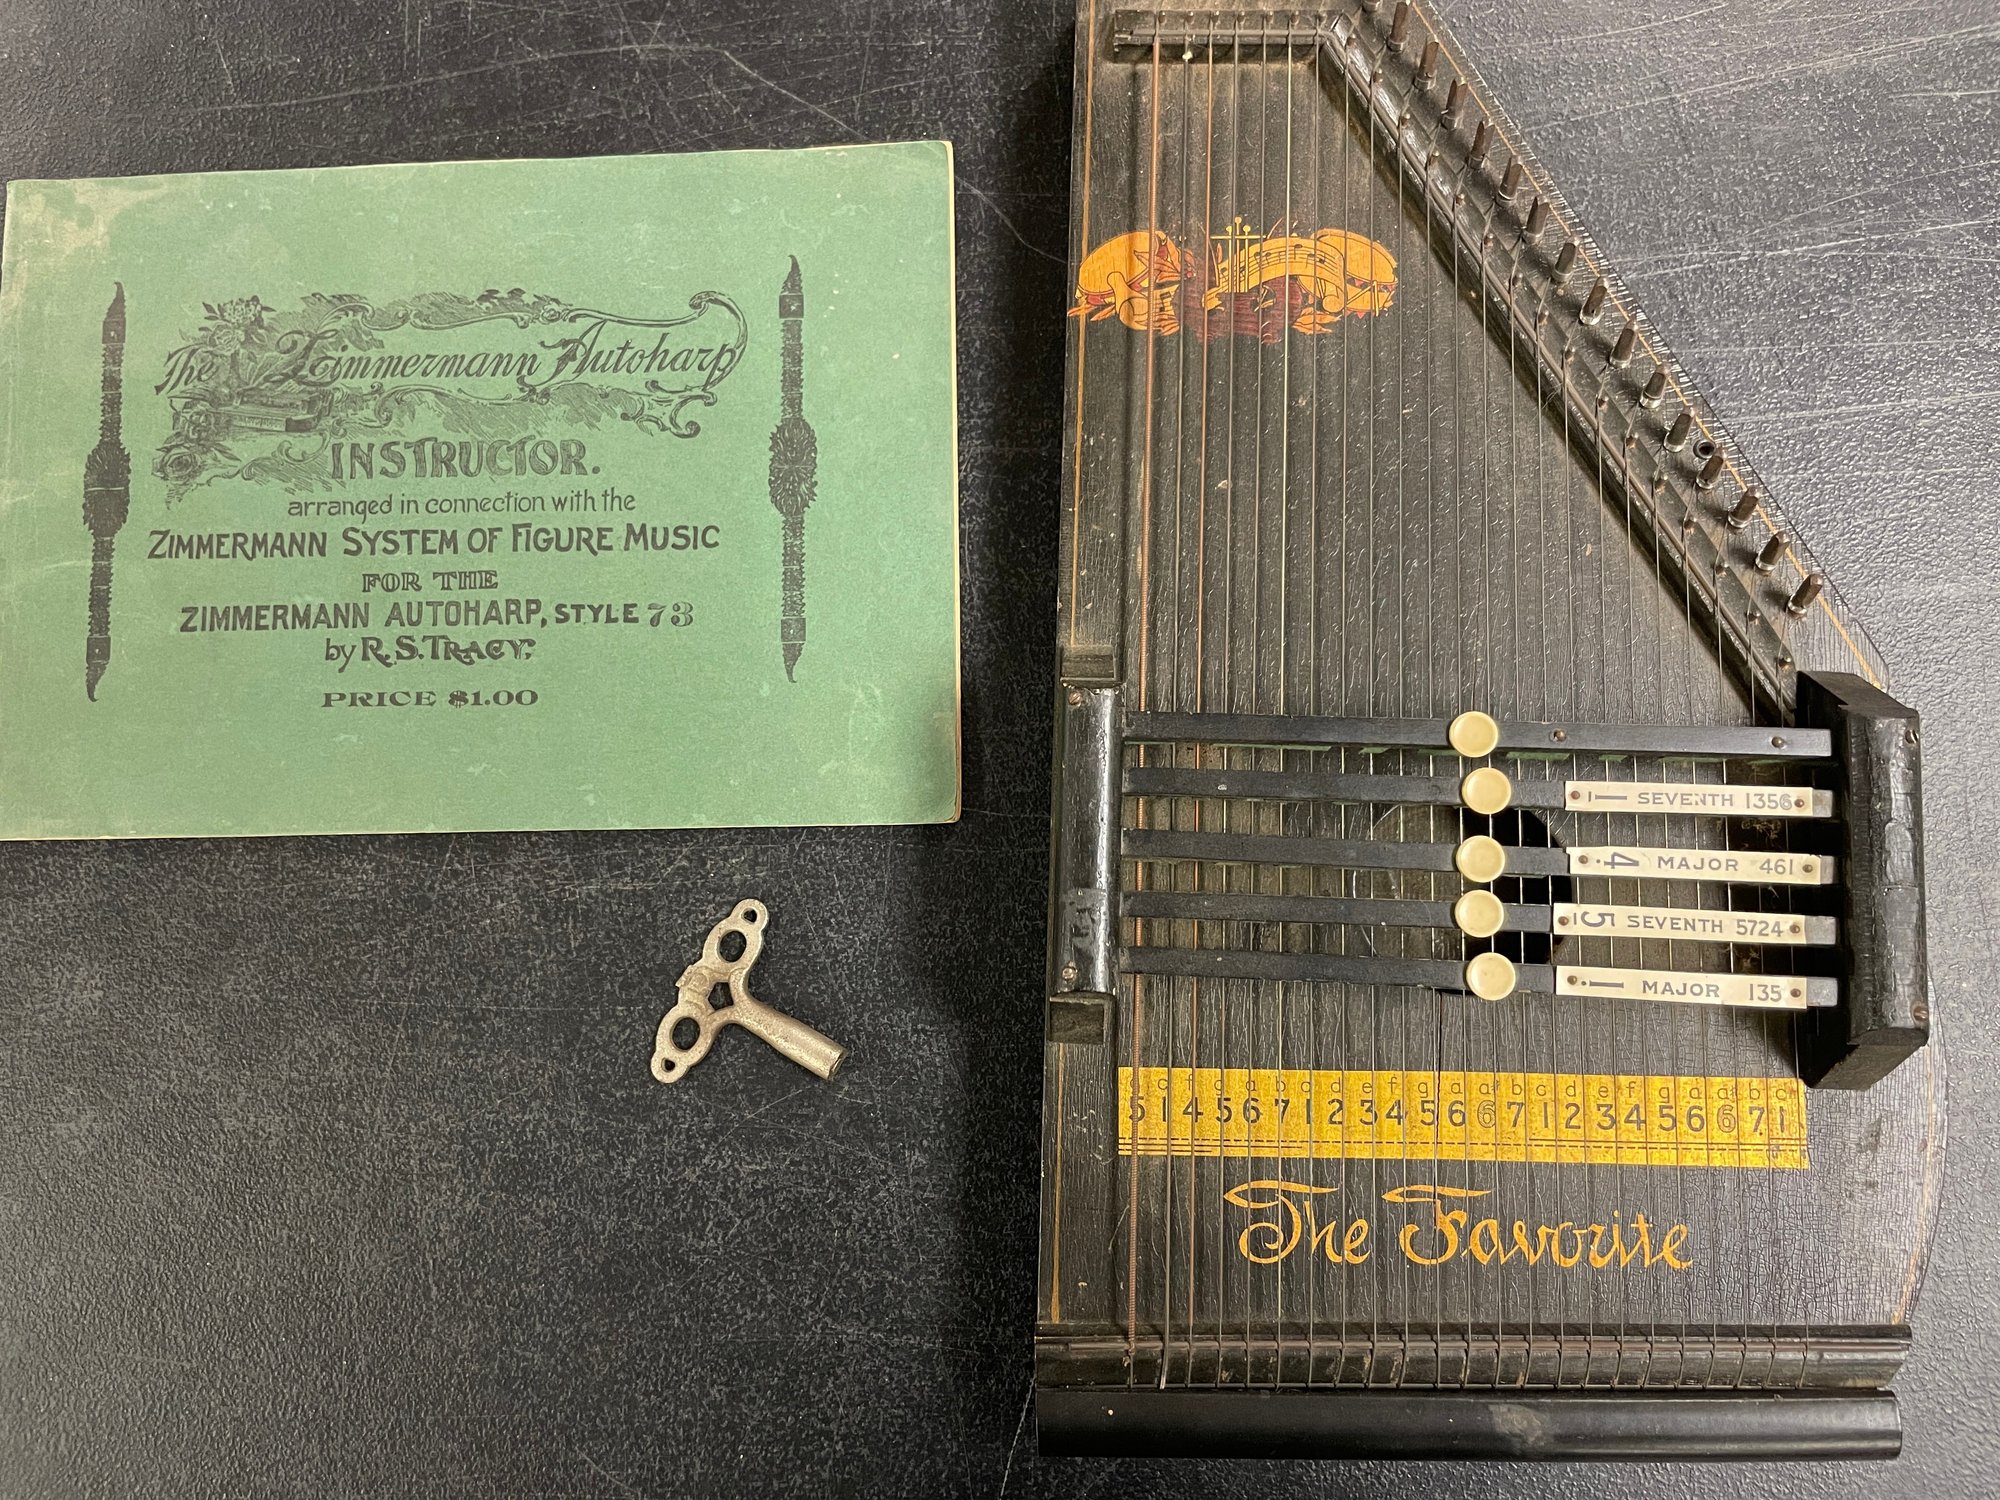 The Zimmermann Autoharp
INSTRUCTOR.
arranged in connection with the
ZIMMERMANN SYSTEM OF FIGURE MUSIC
FOR THE
ZIMMERMANN AUTOHARP, STYLE 73
by R. S. TRACY.
PRICE $1.00
1 SEVENTH 1356
4 MAJOR 461
5 SEVENTH 5724
1 MAJOR 135
c f g a b c d e f g a a b c d e f g a a b c
5 1 4 5 6 7 1 2 3 4 5 6 6 7 1 2 3 4 5 6 6 7 1
The Favorite